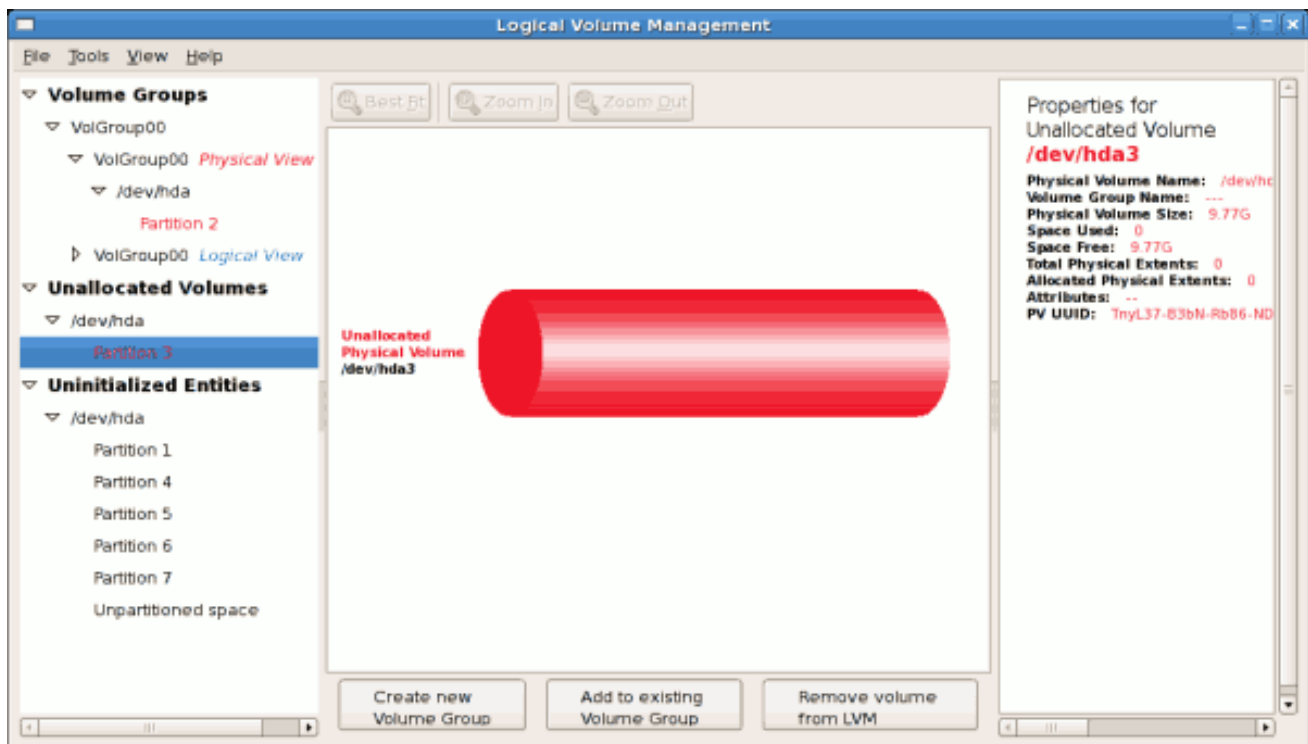 Logical Volume Management
File Tools View Help
Volume Groups
VolGroup00
VolGroup00 Physical View
/dev/hda
Partition 2
VolGroup00 Logical View
Unallocated Volumes
/dev/hda
Partition 3
Uninitialized Entities
/dev/hda
Partition 1
Partition 4
Partition 5
Partition 6
Partition 7
Unpartitioned space
Best Fit Zoom In Zoom Out
Unallocated
Physical Volume
/dev/hda3
Create new
Volume Group
Add to existing
Volume Group
Remove volume
from LVM
Properties for
Unallocated Volume
/dev/hda3
Physical Volume Name: /dev/hd
Volume Group Name: ---
Physical Volume Size: 9.77G
Space Used: 0
Space Free: 9.77G
Total Physical Extents: 0
Allocated Physical Extents: 0
Attributes: --
PV UUID: TnyL37-83bN-Rb86-ND